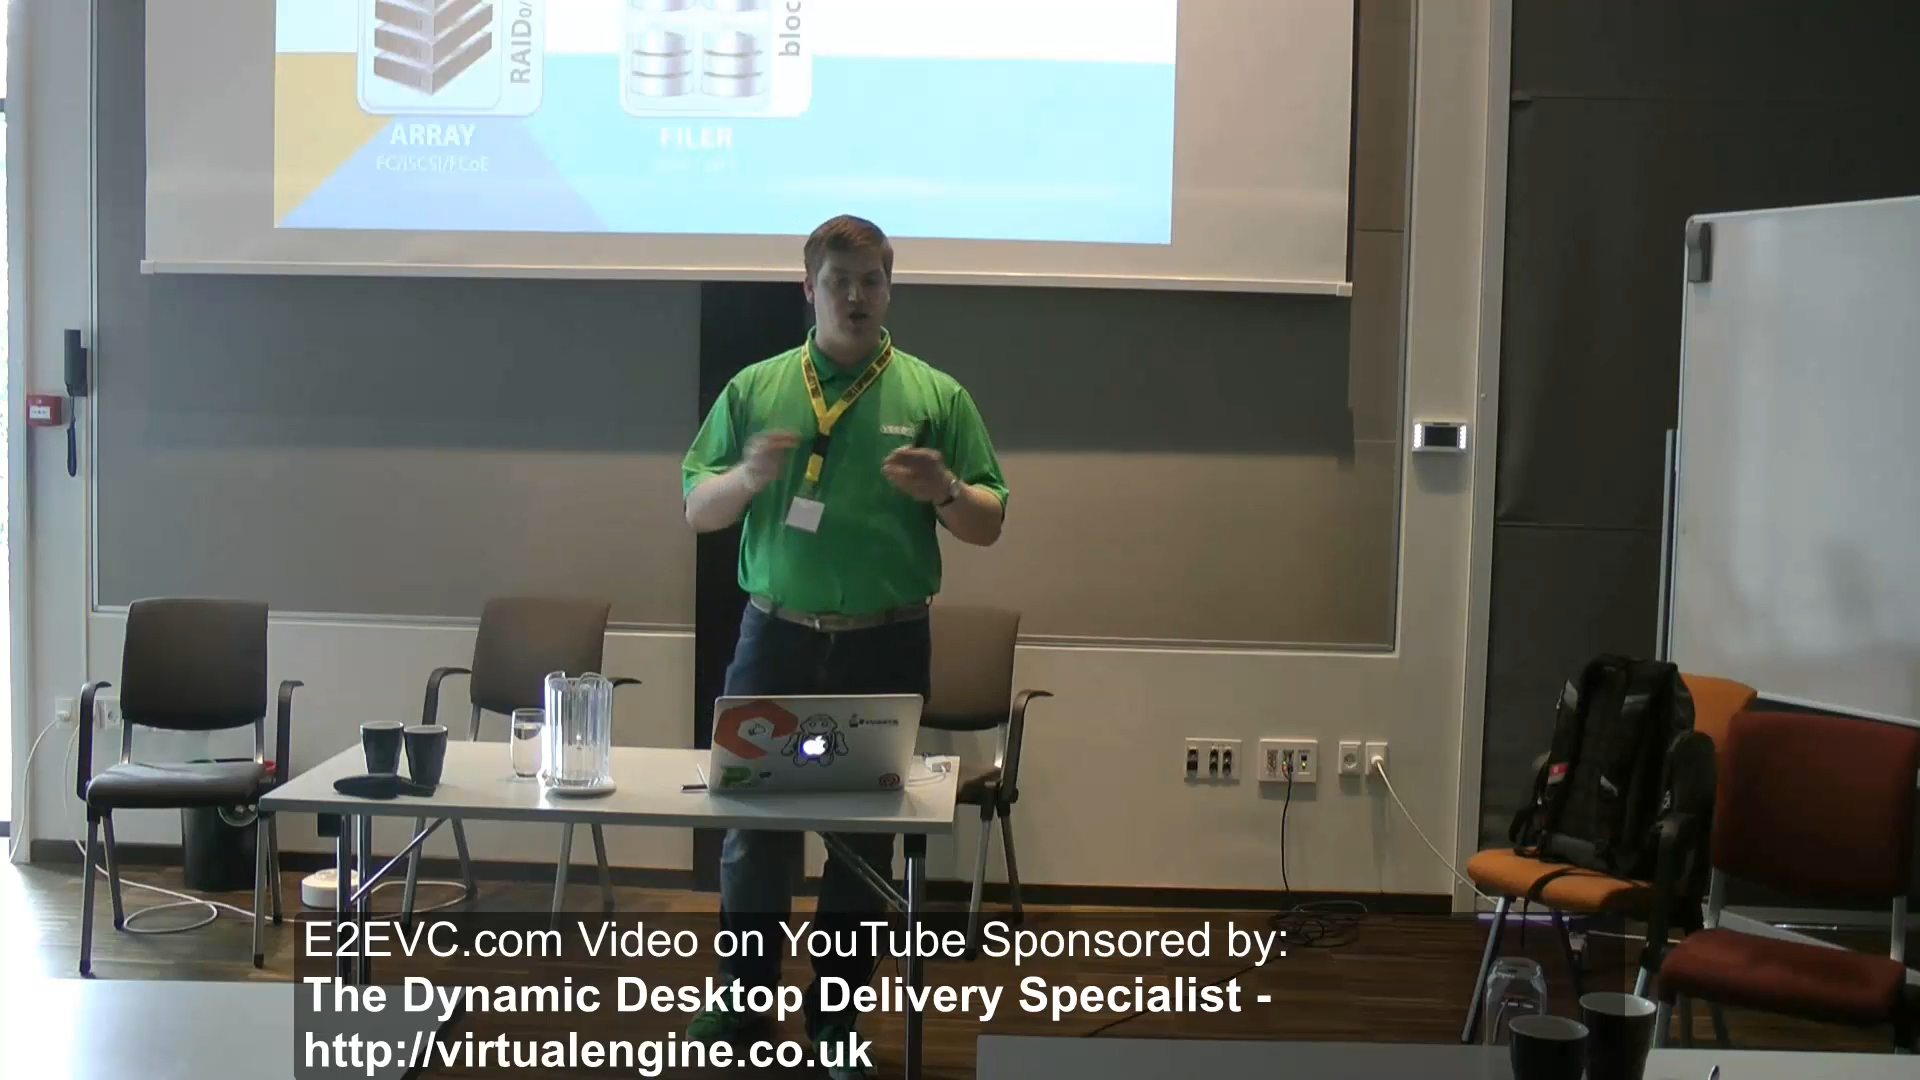 RAID0/
bloc
ARRAY
FC/iSCSI/FCoE
FILER
E2EVC.com Video on YouTube Sponsored by:
The Dynamic Desktop Delivery Specialist -
http://virtualengine.co.uk